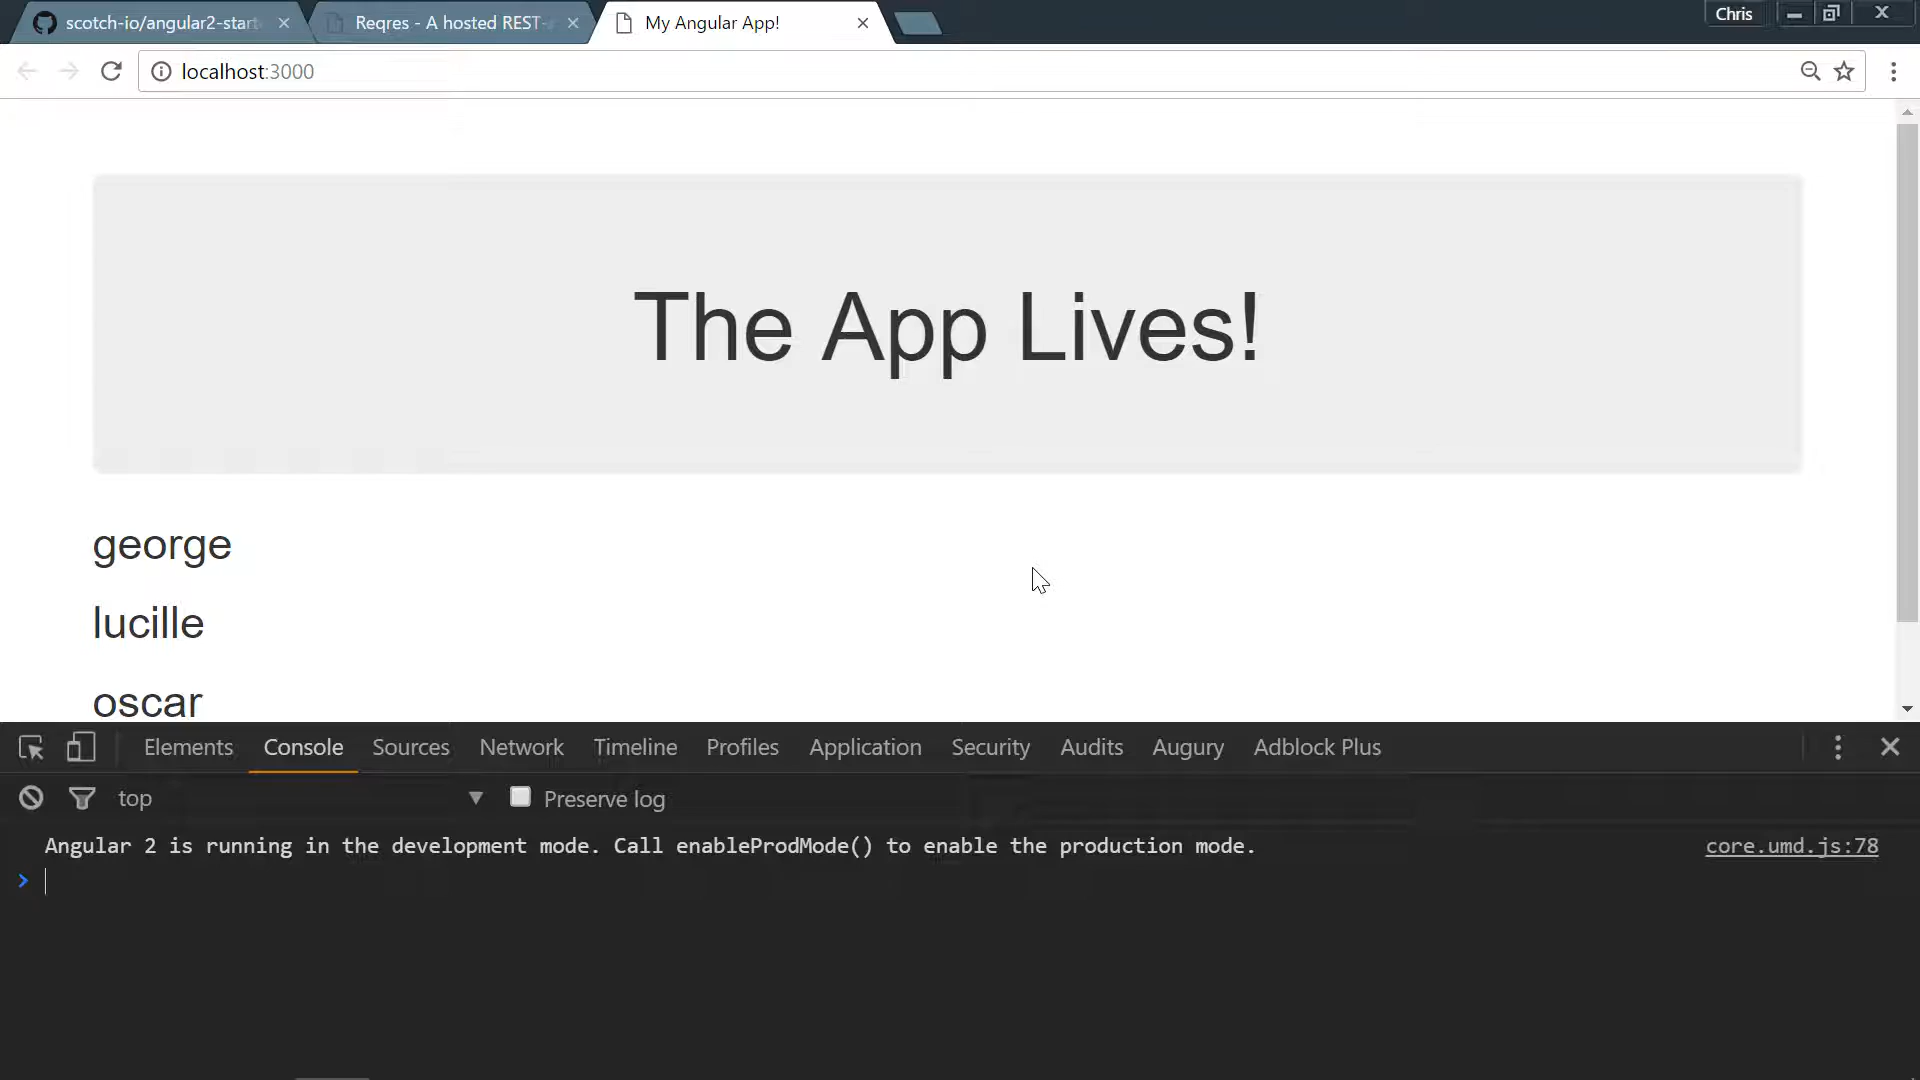 scotch-io/angular2-start
Reqres - A hosted REST-
My Angular App!
Chris
localhost:3000
The App Lives!
george
lucille
oscar
Elements Console Sources Network Timeline Profiles Application Security Audits Augury Adblock Plus
top Preserve log
Angular 2 is running in the development mode. Call enableProdMode() to enable the production mode. core.umd.js:78